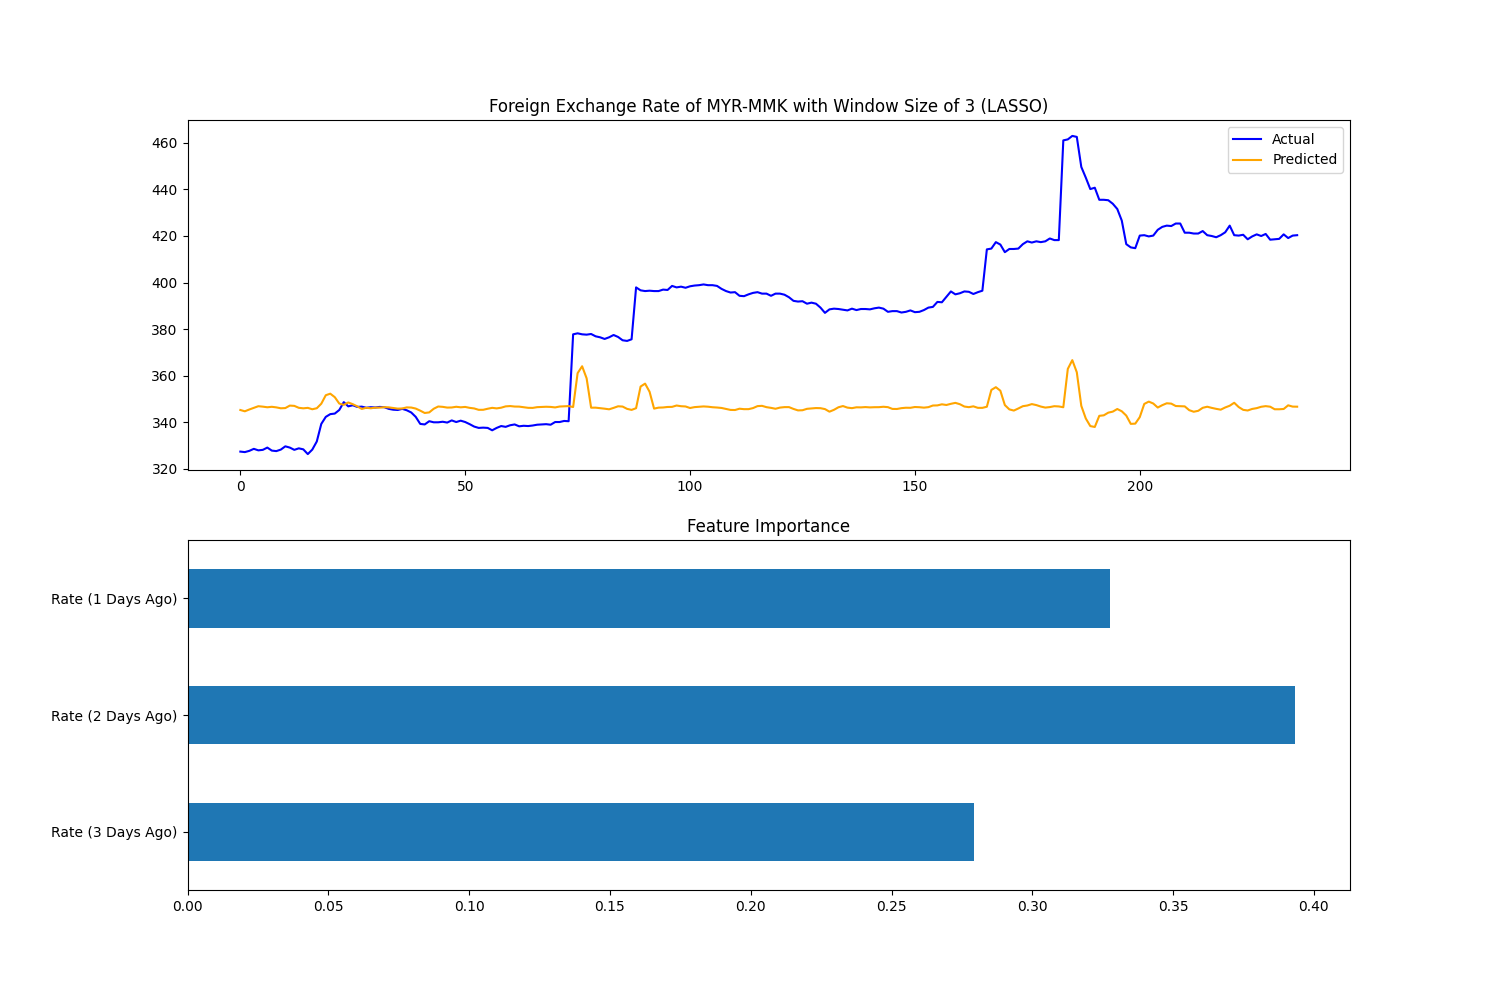 Foreign Exchange Rate of MYR-MMK with Window Size of 3 (LASSO)
460
440
420
400
380
360
340
320
Actual
Predicted
0 50 100 150 200
Feature Importance
Rate (1 Days Ago)
Rate (2 Days Ago)
Rate (3 Days Ago)
0.00 0.05 0.10 0.15 0.20 0.25 0.30 0.35 0.40